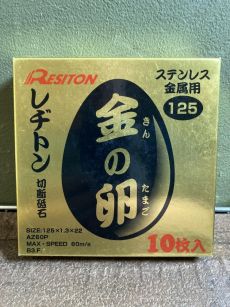 RESITON
ステンレス
金属用
125
レヂトン
切断砥石
金の卵
きん
たまご
SIZE:125×1.3×22
AZ60P
MAX・SPEED 80m/s
B3.F.
10枚入